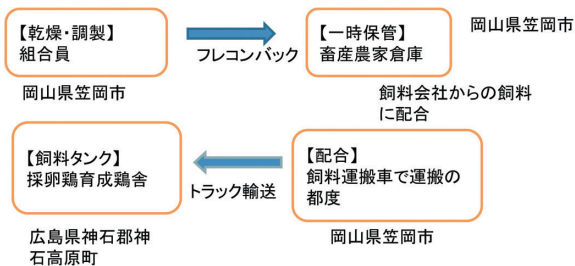 【乾燥・調製】
組合員
フレコンバック
【一時保管】
畜産農家倉庫
岡山県笠岡市
岡山県笠岡市
飼料会社からの飼料
に配合
【飼料タンク】
採卵鶏育成鶏舎
トラック輸送
【配合】
飼料運搬車で運搬の
都度
広島県神石郡神
石高原町
岡山県笠岡市